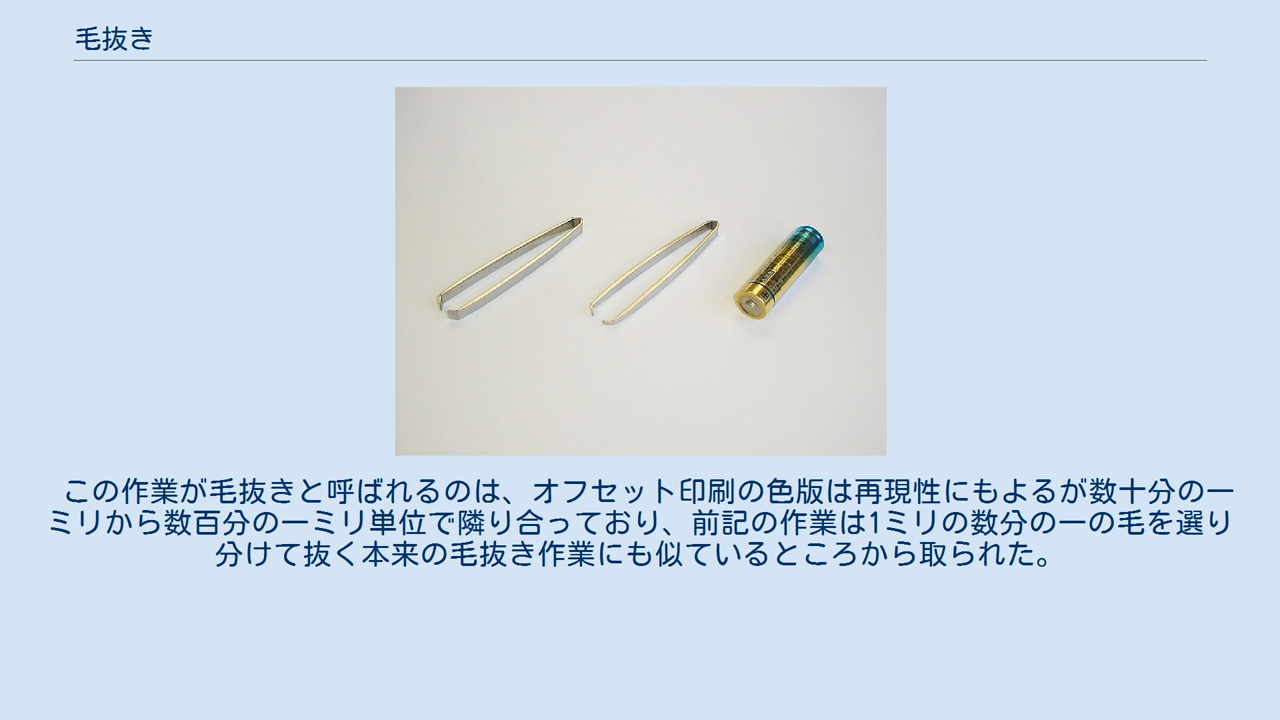 毛抜き
この作業が毛抜きと呼ばれるのは、オフセット印刷の色版は再現性にもよるが数十分の一
ミリから数百分の一ミリ単位で隣り合っており、前記の作業は1ミリの数分の一の毛を選り
分けて抜く本来の毛抜き作業にも似ているところから取られた。